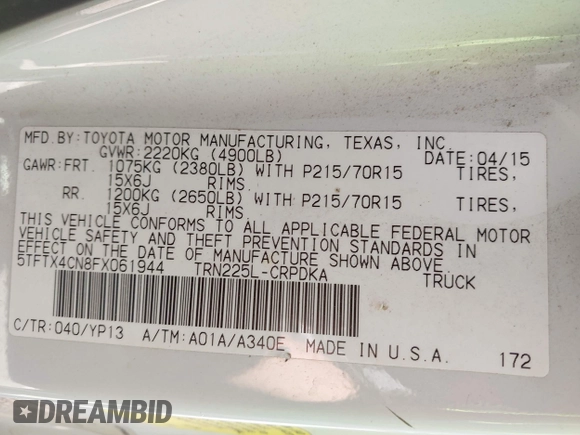 MFD.BY:TOYOTA MOTOR MANUFACTURING, TEXAS, INC.
GVWR:2220KG (4900LB) DATE:04/15
GAWR:FRT. 1075KG (2380LB) WITH P215/70R15 TIRES,
15X6J RIMS.
RR. 1200KG (2650LB) WITH P215/70R15 TIRES,
15X6J RIMS.
THIS VEHICLE CONFORMS TO ALL APPLICABLE FEDERAL MOTOR
VEHICLE SAFETY AND THEFT PREVENTION STANDARDS IN
EFFECT ON THE DATE OF MANUFACTURE SHOWN ABOVE.
5TFTX4CN8FX061944 TRN225L-CRPDKA TRUCK
C/TR:040/YP13 A/TM:A01A/A340E MADE IN U.S.A. 172
DREAMBID